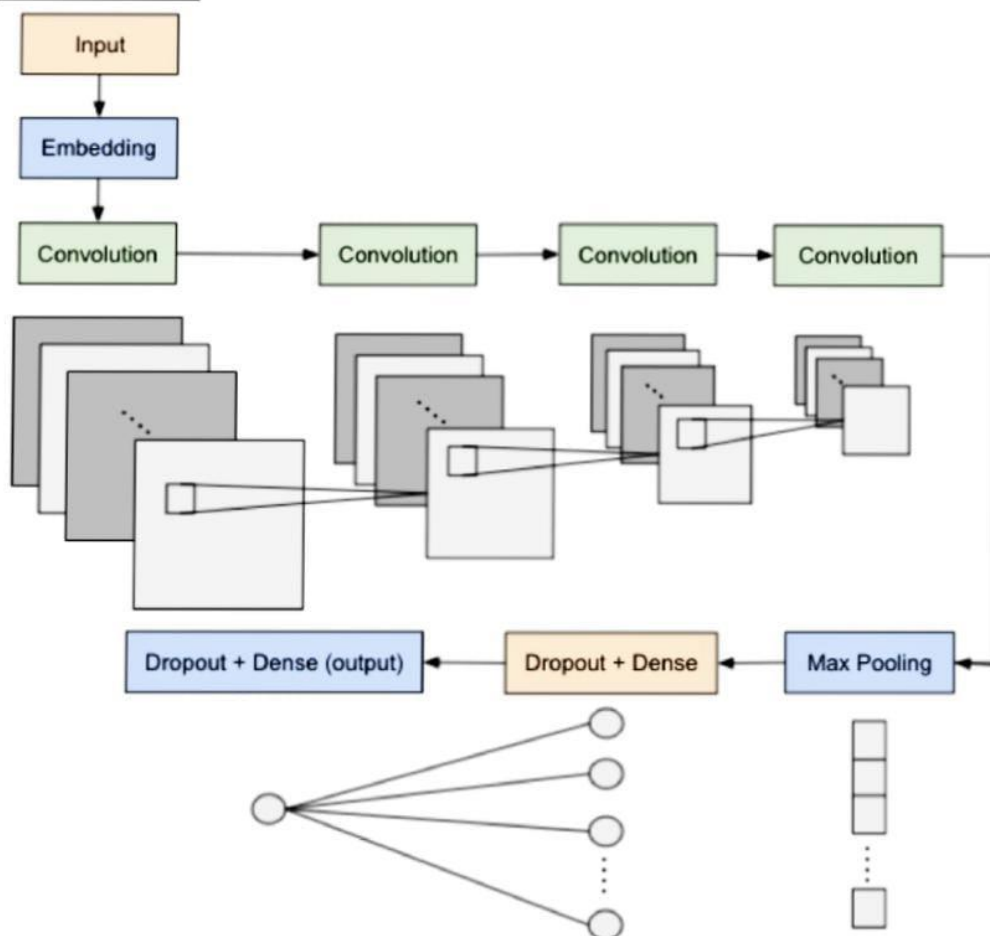 Input
Embedding
Convolution
Convolution
Convolution
Convolution
Dropout + Dense (output)
Dropout + Dense
Max Pooling